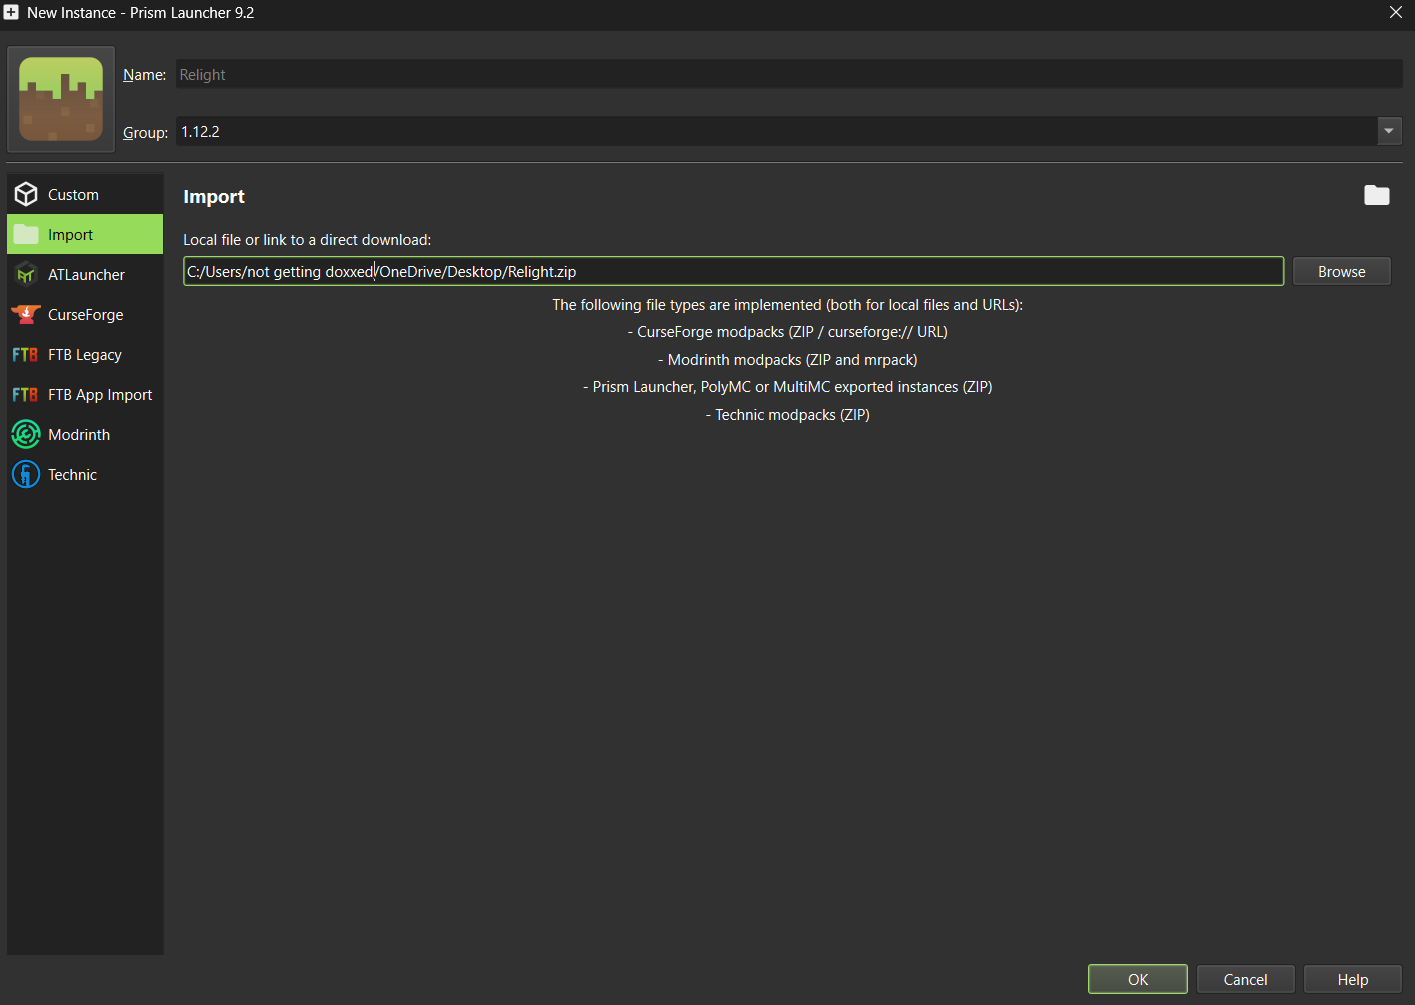 New Instance - Prism Launcher 9.2
Name: Relight
Group: 1.12.2
Custom
Import
ATLauncher
CurseForge
FTB Legacy
FTB App Import
Modrinth
Technic
Import
Local file or link to a direct download:
C:/Users/not getting doxxed/OneDrive/Desktop/Relight.zip
Browse
The following file types are implemented (both for local files and URLs):
- CurseForge modpacks (ZIP / curseforge:// URL)
- Modrinth modpacks (ZIP and mrpack)
- Prism Launcher, PolyMC or MultiMC exported instances (ZIP)
- Technic modpacks (ZIP)
OK Cancel Help